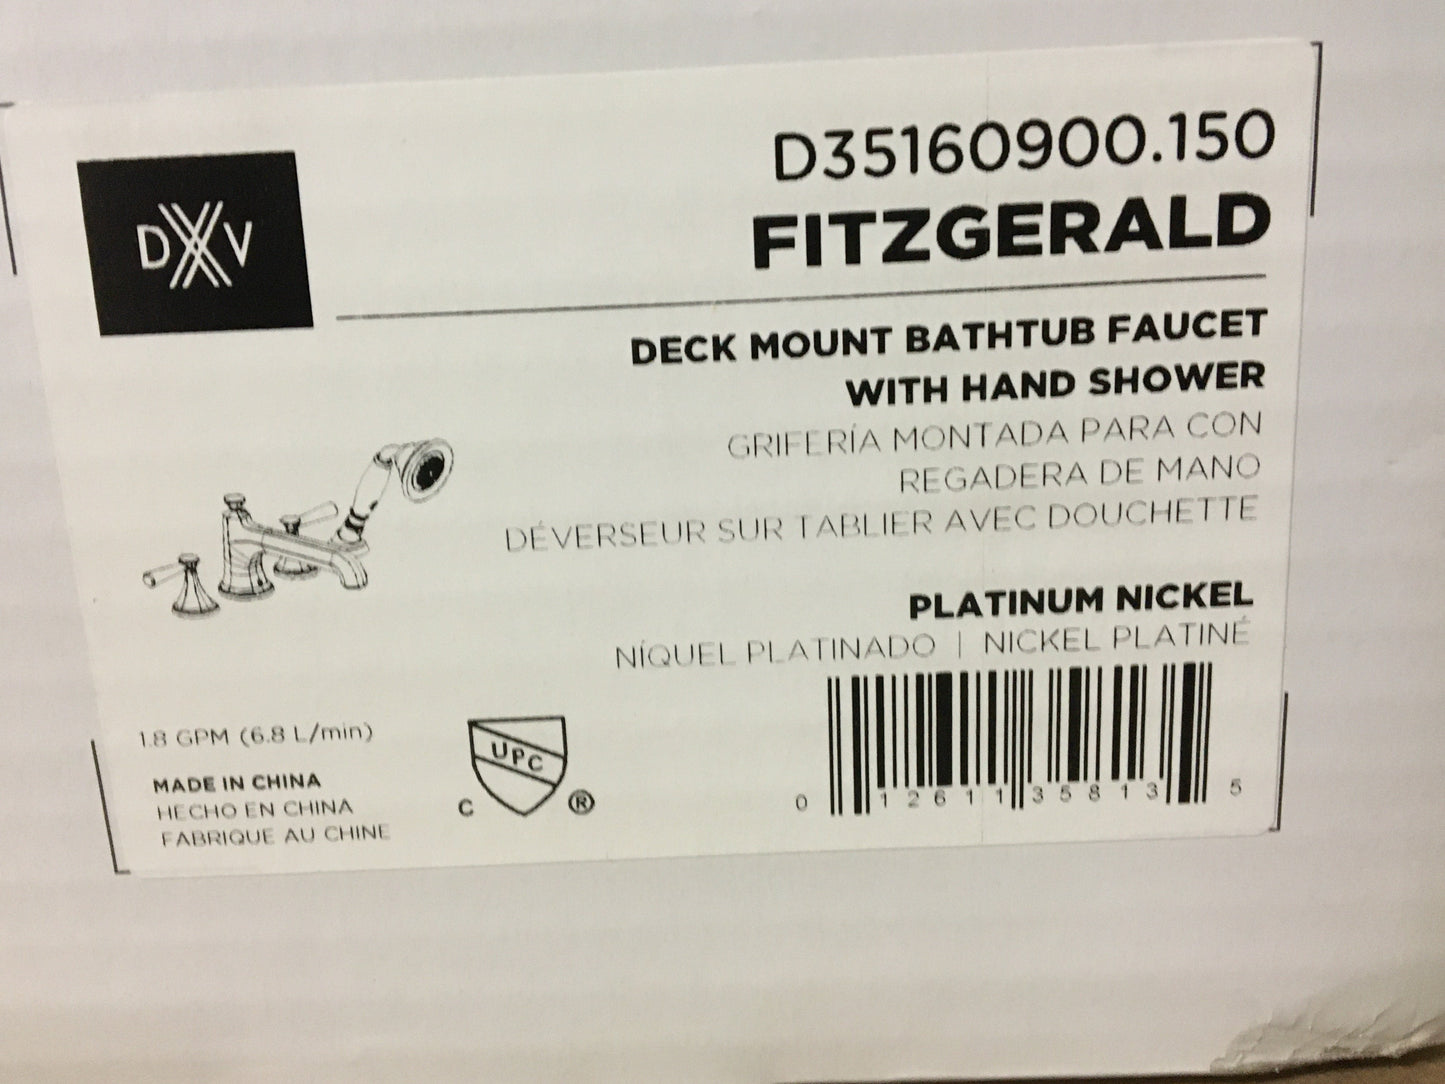 DXV
D35160900.150
FITZGERALD
DECK MOUNT BATHTUB FAUCET
WITH HAND SHOWER
GRIFERÍA MONTADA PARA CON
REGADERA DE MANO
DÉVERSEUR SUR TABLIER AVEC DOUCHETTE
PLATINUM NICKEL
NÍQUEL PLATINADO | NICKEL PLATINÉ
1.8 GPM (6.8 L/min)
MADE IN CHINA
HECHO EN CHINA
FABRIQUE AU CHINE
C UPC ®
0 12611 35813 5